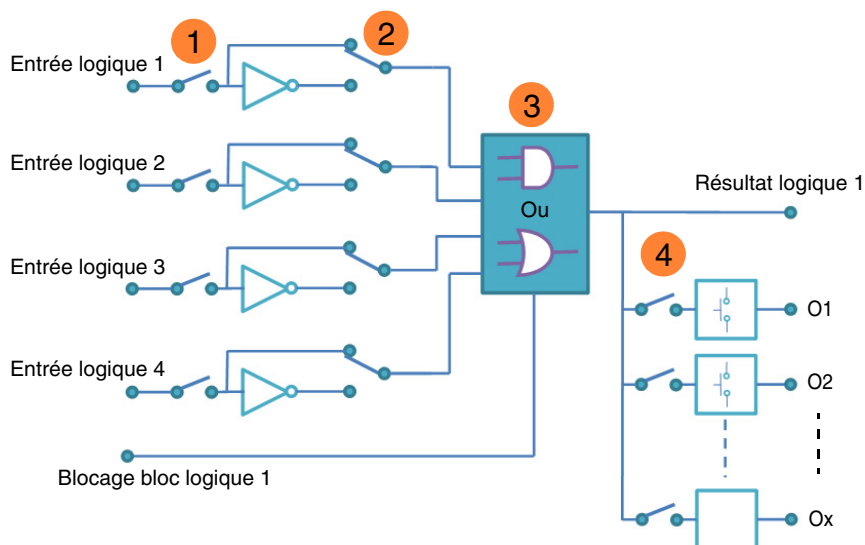 1
2
Entrée logique 1
3
Entrée logique 2
Ou
Résultat logique 1
Entrée logique 3
4
O1
Entrée logique 4
O2
Blocage bloc logique 1
Ox